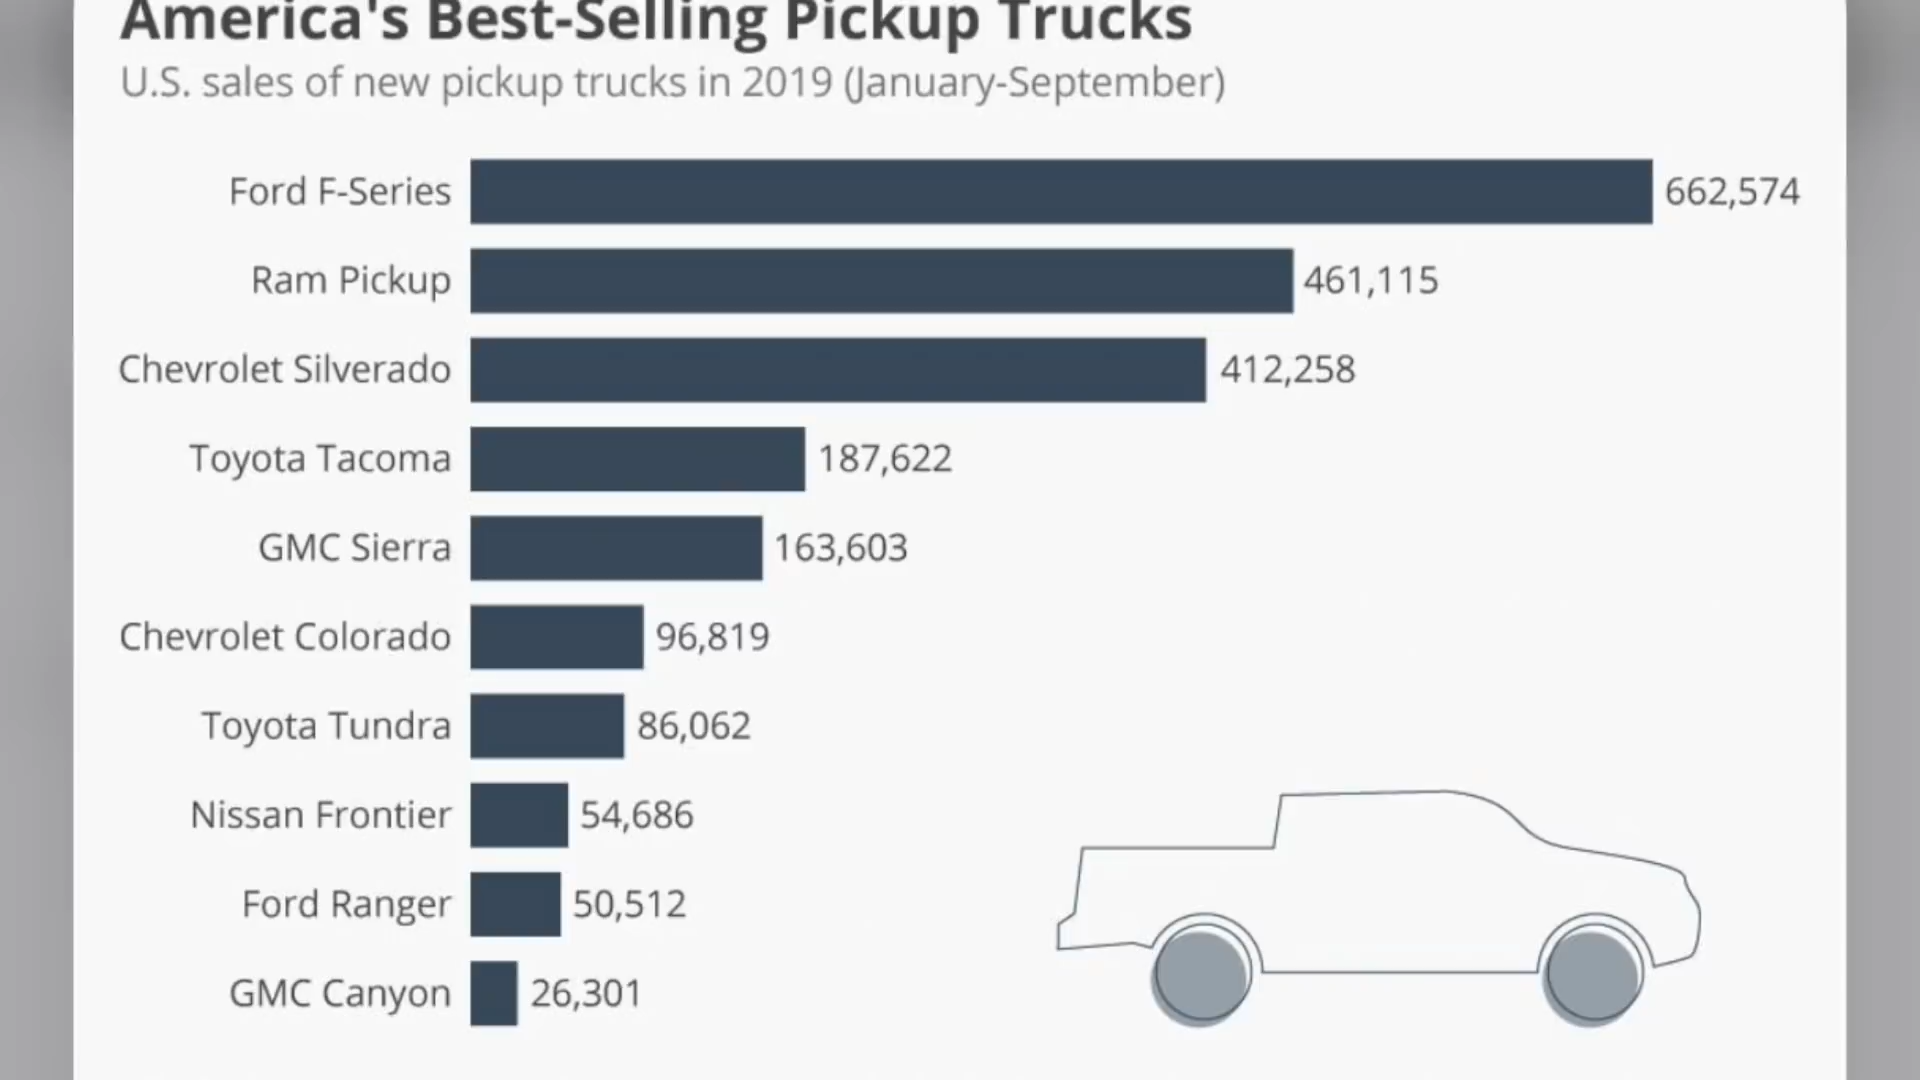 America's Best-Selling Pickup Trucks
U.S. sales of new pickup trucks in 2019 (January-September)
Ford F-Series 662,574
Ram Pickup 461,115
Chevrolet Silverado 412,258
Toyota Tacoma 187,622
GMC Sierra 163,603
Chevrolet Colorado 96,819
Toyota Tundra 86,062
Nissan Frontier 54,686
Ford Ranger 50,512
GMC Canyon 26,301